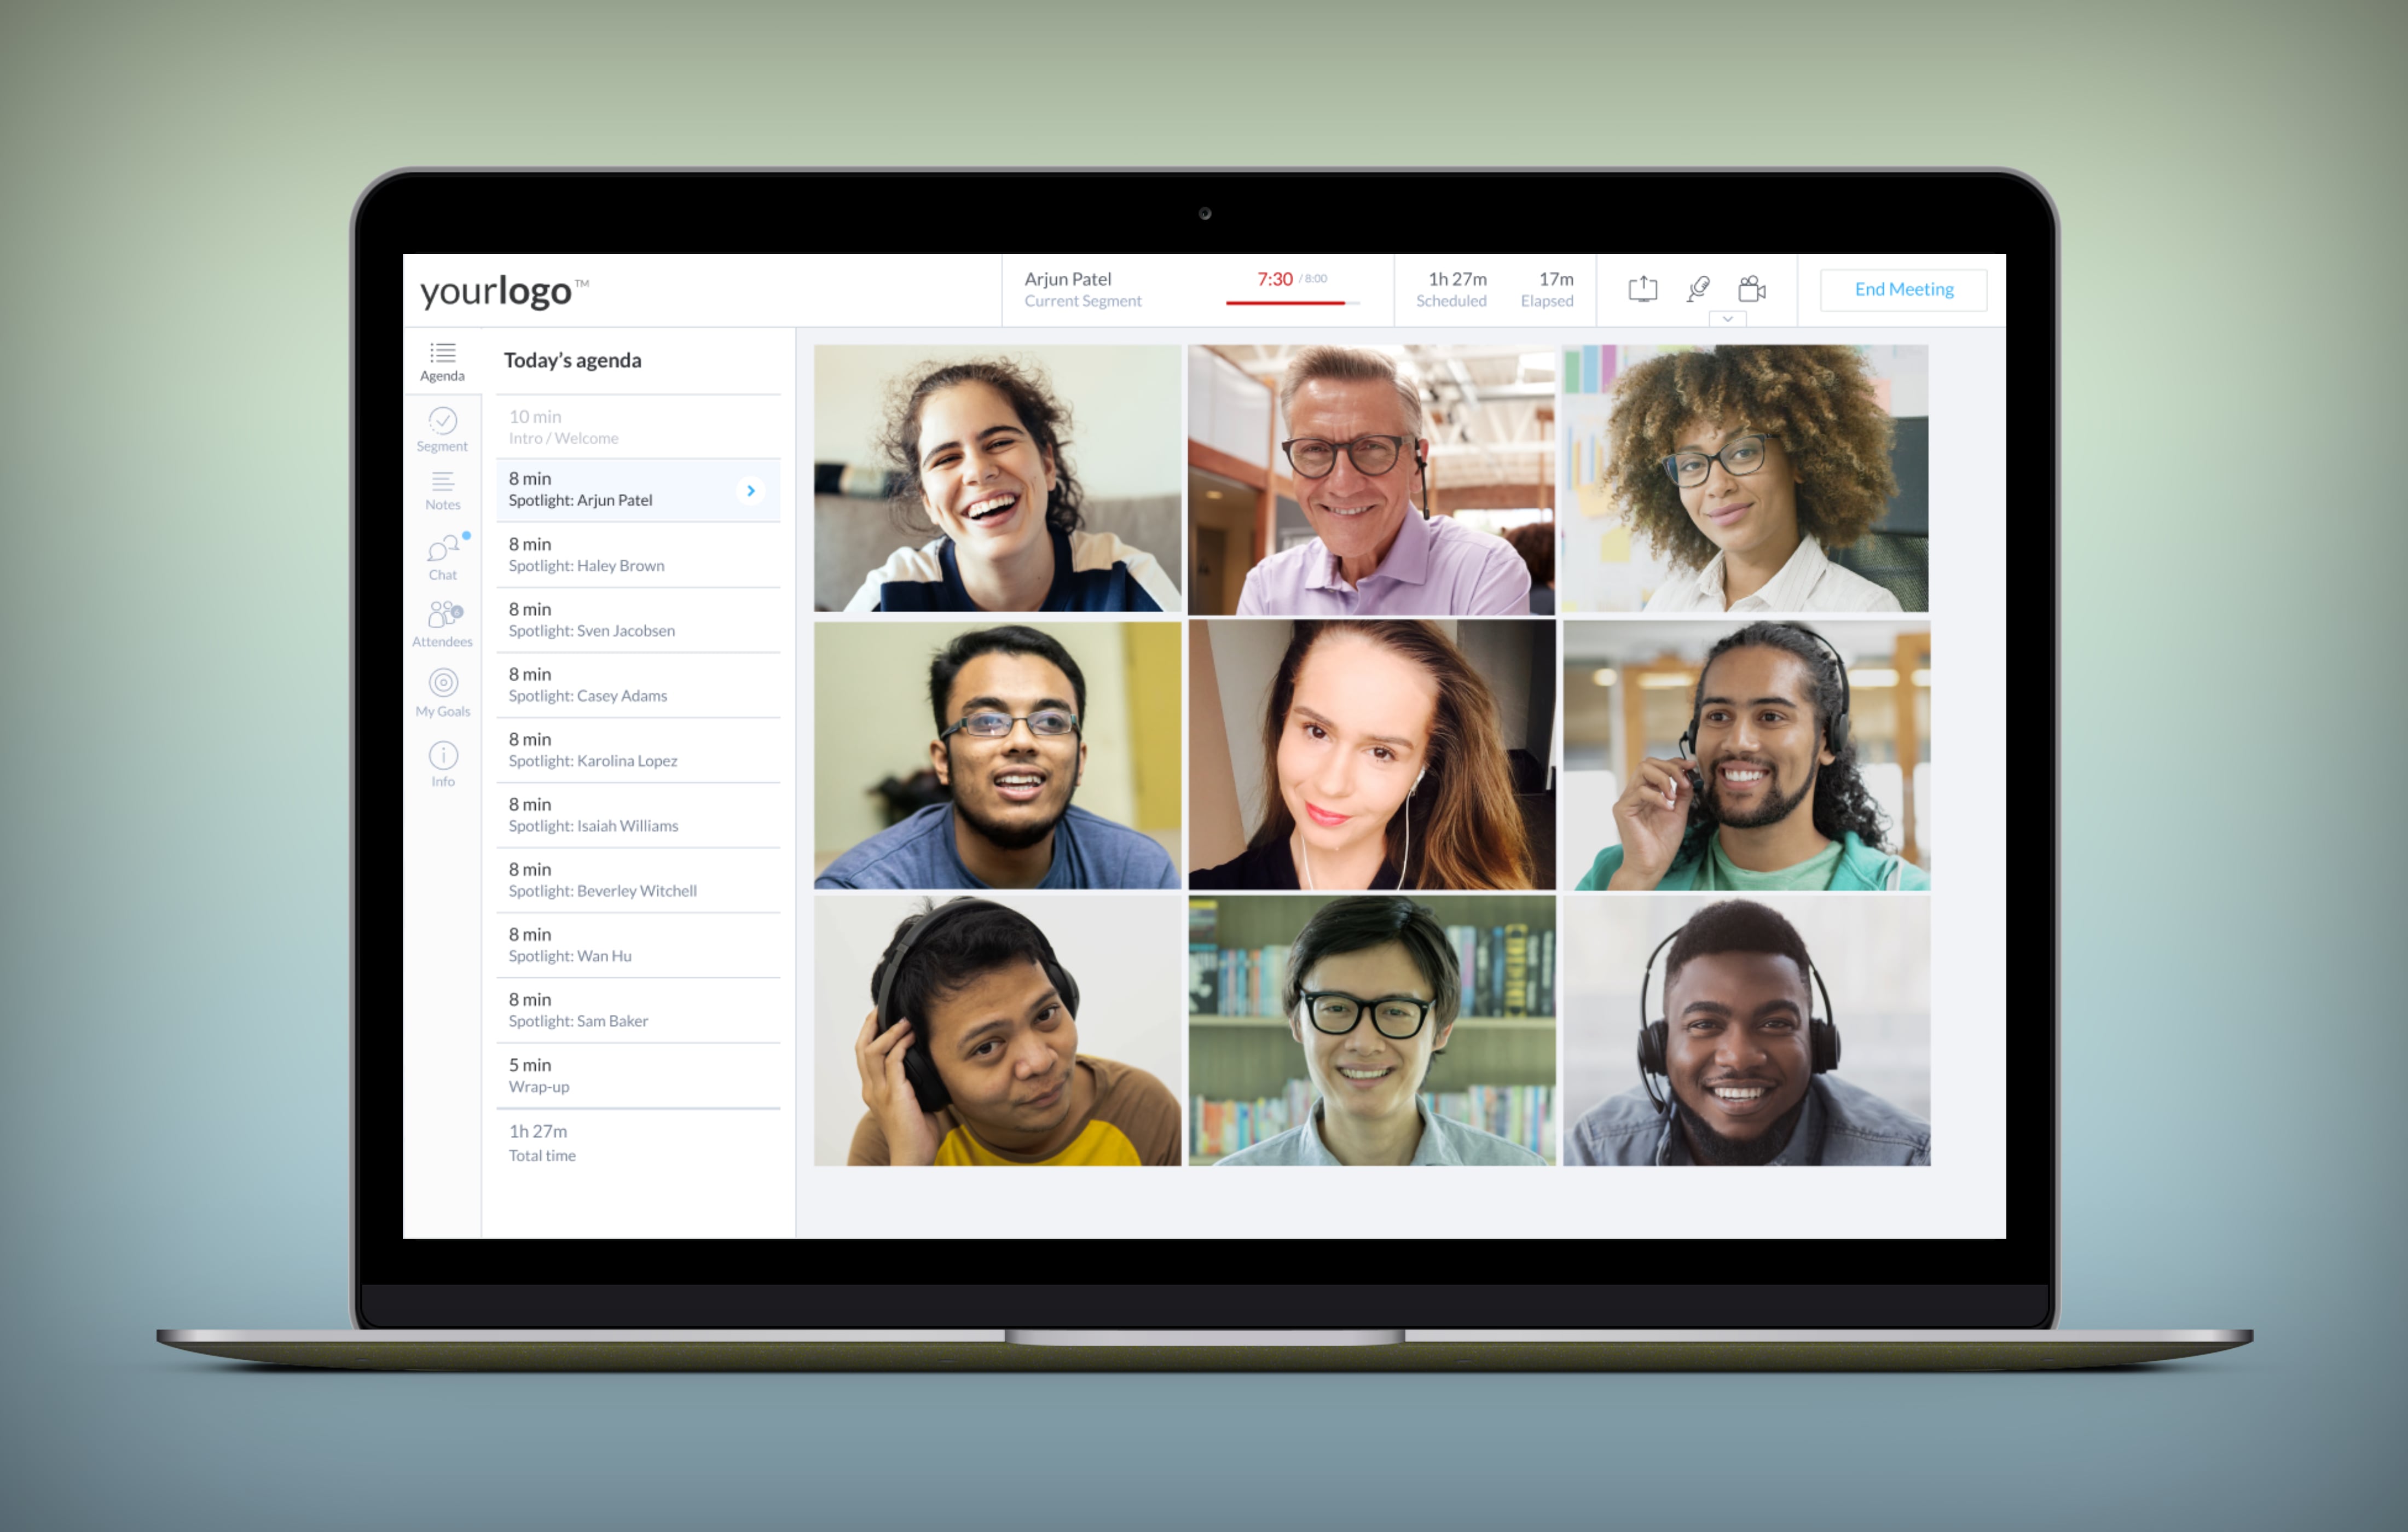 yourlogo™
Arjun Patel
Current Segment
7:30 / 8:00
1h 27m
Scheduled
17m
Elapsed
End Meeting
Agenda
Segment
Notes
Chat
Attendees
My Goals
Info
Today's agenda
10 min
Intro / Welcome
8 min
Spotlight: Arjun Patel
8 min
Spotlight: Haley Brown
8 min
Spotlight: Sven Jacobsen
8 min
Spotlight: Casey Adams
8 min
Spotlight: Karolina Lopez
8 min
Spotlight: Isaiah Williams
8 min
Spotlight: Beverley Witchell
8 min
Spotlight: Wan Hu
8 min
Spotlight: Sam Baker
5 min
Wrap-up
1h 27m
Total time